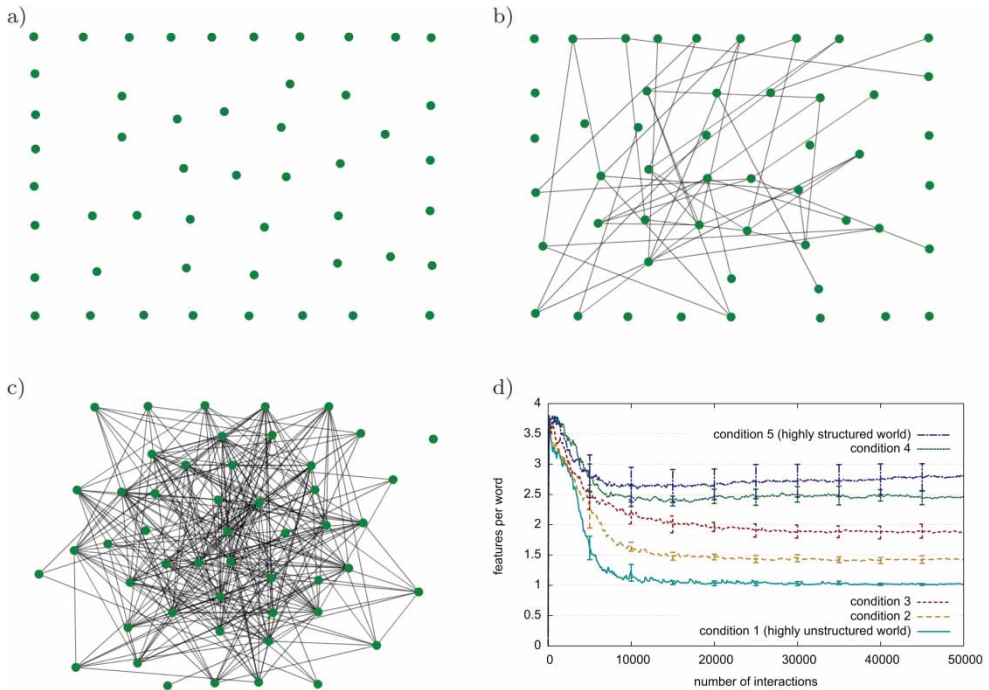 a)
b)
c)
d)
4
3.5
3
2.5
2
1.5
1
0.5
0
features per word
condition 5 (highly structured world)
condition 4
condition 3
condition 2
condition 1 (highly unstructured world)
0 10000 20000 30000 40000 50000
number of interactions